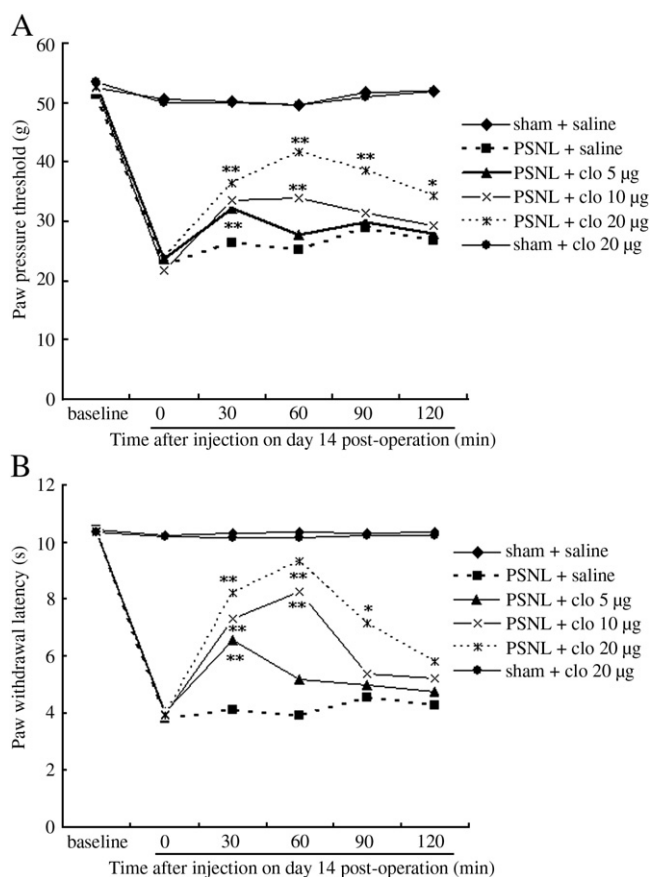 A
60
50
40
30
20
10
0
Paw pressure threshold (g)
**
**
**
*
**
**
baseline 0 30 60 90 120
Time after injection on day 14 post-operation (min)
sham + saline
PSNL + saline
PSNL + clo 5 µg
PSNL + clo 10 µg
PSNL + clo 20 µg
sham + clo 20 µg
B
12
10
8
6
4
2
0
Paw withdrawal latency (s)
**
**
*
**
**
**
baseline 0 30 60 90 120
Time after injection on day 14 post-operation (min)
sham + saline
PSNL + saline
PSNL + clo 5 µg
PSNL + clo 10 µg
PSNL + clo 20 µg
sham + clo 20 µg